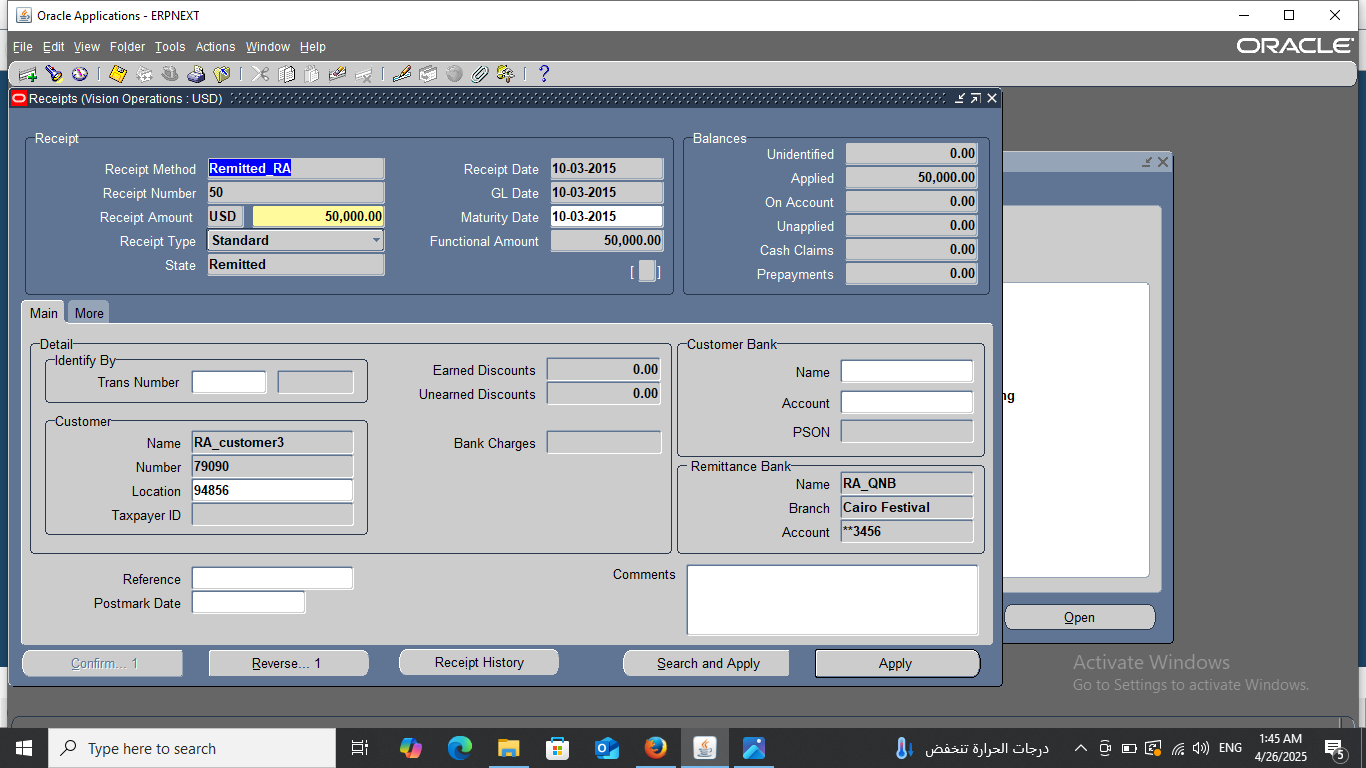 Oracle Applications - ERPNEXT
File Edit View Folder Tools Actions Window Help
ORACLE
Receipts (Vision Operations : USD)
Receipt
Receipt Method Remitted_RA
Receipt Number 50
Receipt Amount USD 50,000.00
Receipt Type Standard
State Remitted
Receipt Date 10-03-2015
GL Date 10-03-2015
Maturity Date 10-03-2015
Functional Amount 50,000.00
[ ]
Balances
Unidentified 0.00
Applied 50,000.00
On Account 0.00
Unapplied 0.00
Cash Claims 0.00
Prepayments 0.00
Main More
Detail
Identify By
Trans Number
Customer
Name RA_customer3
Number 79090
Location 94856
Taxpayer ID
Earned Discounts 0.00
Unearned Discounts 0.00
Bank Charges
Customer Bank
Name
Account
PSON
Remittance Bank
Name RA_QNB
Branch Cairo Festival
Account **3456
Reference
Postmark Date
Comments
Confirm... 1 Reverse... 1 Receipt History Search and Apply Apply
ng
Open
Activate Windows
Go to Settings to activate Windows.
Type here to search
درجات الحرارة تنخفض
ENG
1:45 AM
4/26/2025
5